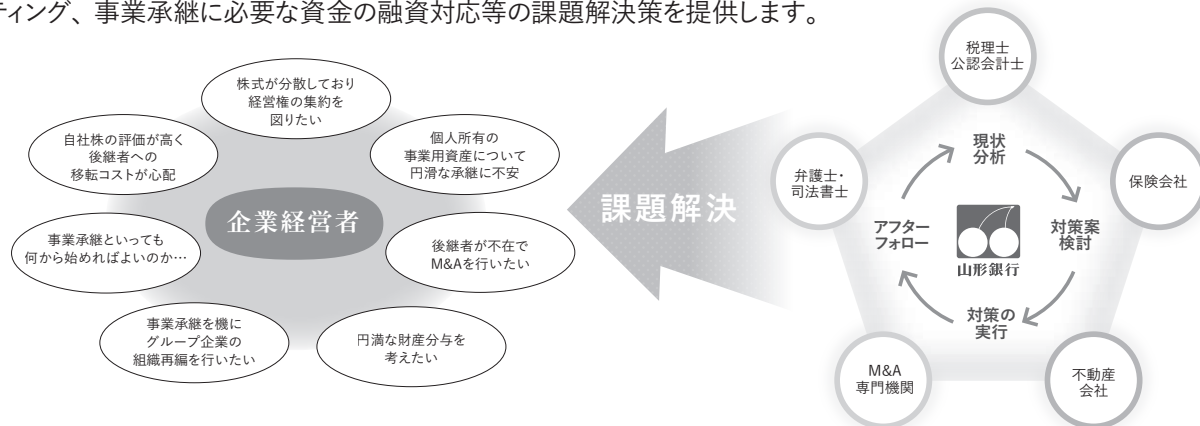 ティング、事業承継に必要な資金の融資対応等の課題解決策を提供します。
株式が分散しており
経営権の集約を
図りたい
自社株の評価が高く
後継者への
移転コストが心配
個人所有の
事業用資産について
円滑な承継に不安
企業経営者
事業承継といっても
何から始めればよいのか…
後継者が不在で
M&Aを行いたい
事業承継を機に
グループ企業の
組織再編を行いたい
円満な財産分与を
考えたい
課題解決
税理士
公認会計士
弁護士・
司法書士
保険会社
現状
分析
アフター
フォロー
対策案
検討
山形銀行
対策の
実行
M&A
専門機関
不動産
会社